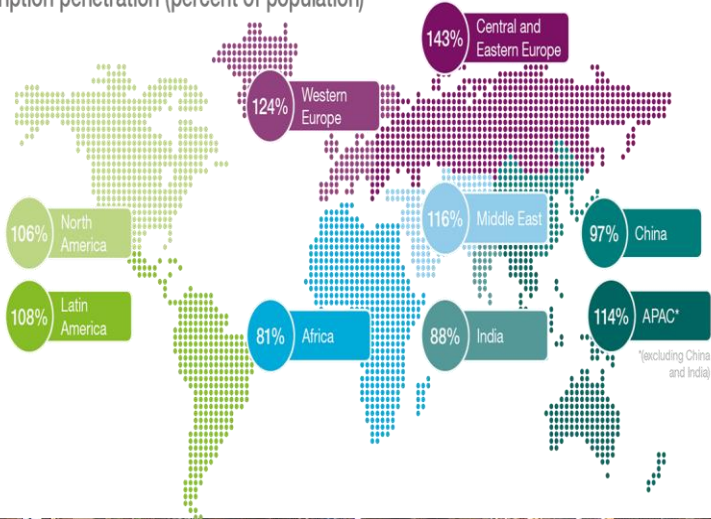 penetration (percent of population)
143%
Central and
Eastern Europe
124%
Western
Europe
106%
North
America
116%
Middle East
97%
China
108%
Latin
America
81%
Africa
88%
India
114%
APAC*
*(excluding China
and India)